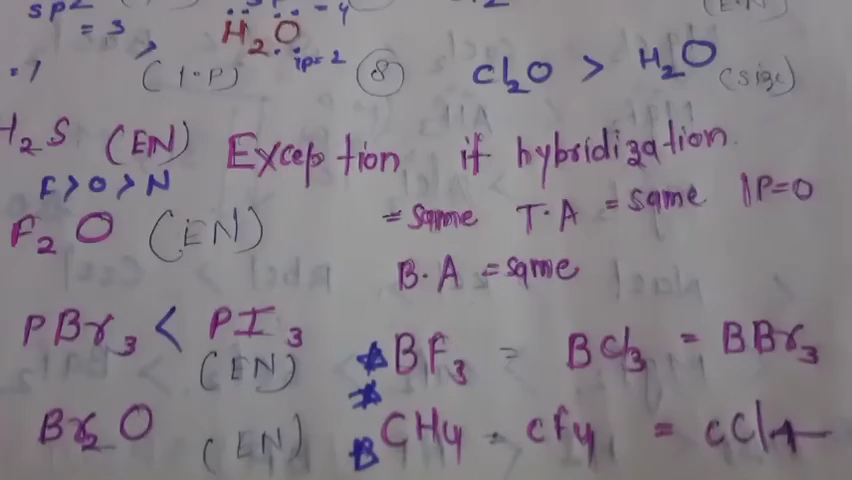 sp²
= 3 > H₂O
= 1 (l.p) lp=2 ⑧ Cl₂O > H₂O (size)
H₂S (EN) Exception if hybridization
F > O > N = same T.A = same lP=0
F₂O (EN)
B.A = same
PBr₃ < PI₃
(EN) BF₃ = BCl₃ = BBr₃
Br₂O (EN) CH4 = CF4 = CCl4